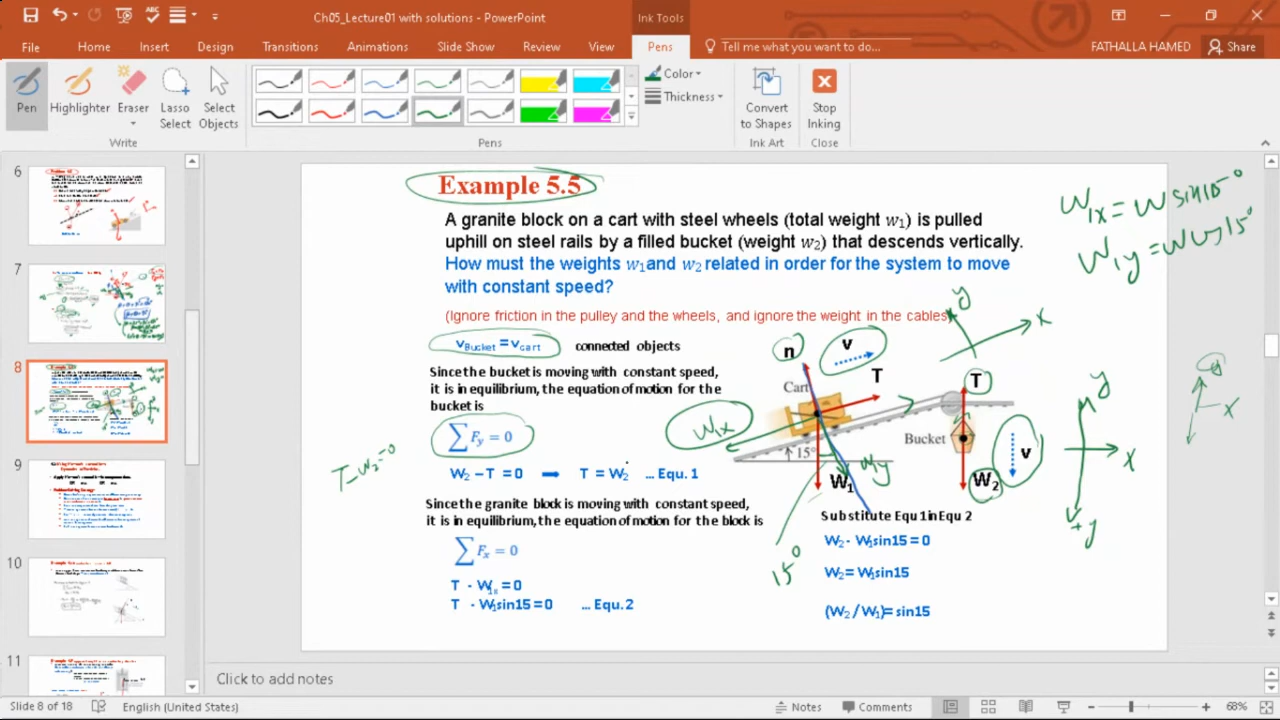 Ch05_Lecture01 with solutions - PowerPoint
Ink Tools
File
Home
Insert
Design
Transitions
Animations
Slide Show
Review
View
Pens
Tell me what you want to do...
FATHALLA HAMED
Share
Pen
Highlighter
Eraser
Lasso Select
Select Objects
Color
Thickness
Convert to Shapes
Stop Inking
Write
Pens
Ink Art
Close
6
7
8
9
Example 5.5
A granite block on a cart with steel wheels (total weight w₁) is pulled
uphill on steel rails by a filled bucket (weight w₂) that descends vertically.
How must the weights w₁and w₂ related in order for the system to move
with constant speed?
(Ignore friction in the pulley and the wheels, and ignore the weight in the cables
vBucket =vcart connected objects
Since the bucket is moving with constant speed,
it is in equilibrium, the equation of motion for the
bucket is
∑ Fy = 0
W₂ – T = 0 ⟹ T = W₂ ... Equ. 1
Since the granite block is moving with constant speed,
it is in equilibrium, the equation of motion for the block is
∑ Fx = 0
T - W₁ₓ = 0
T - W₁sin15 = 0 ... Equ. 2
n
v
T
Cart
15°
W₁
T
Bucket
v
W₂
Substitute Equ 1 in Equ 2
W₂ - W₁sin15 = 0
W₂ = W₁sin15
(W₂ / W₁)= sin15
W1x
y
x
y
x
+y
T-W₂=0
W1y =
Click to add notes
Slide 8 of 18
English (United States)
Notes
Comments
68%